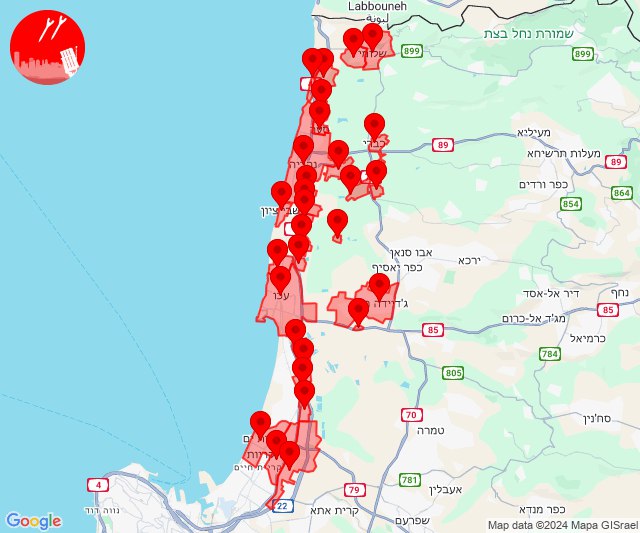 Labbouneh
لبونة
שמורת נחל בצת
899
899
שלומי
כברי
מעיליא
89
מעלות תרשיחא
89
נהריה
כפר ורדים
864
854
שבי ציון
אבו סנאן
ירכא
כפר יאסיף
נחף
דיר אל-אסד
עכו
ג'דיידה
85
מג'ד אל-כרום
85
כרמיאל
784
805
סח'נין
70
טמרה
קריות
קרית חיים
4
781
אעבלין
79
נווה דוד
22
קרית אתא
שפרעם
כפר מנדא
Google
Map data ©2024 Mapa GISrael